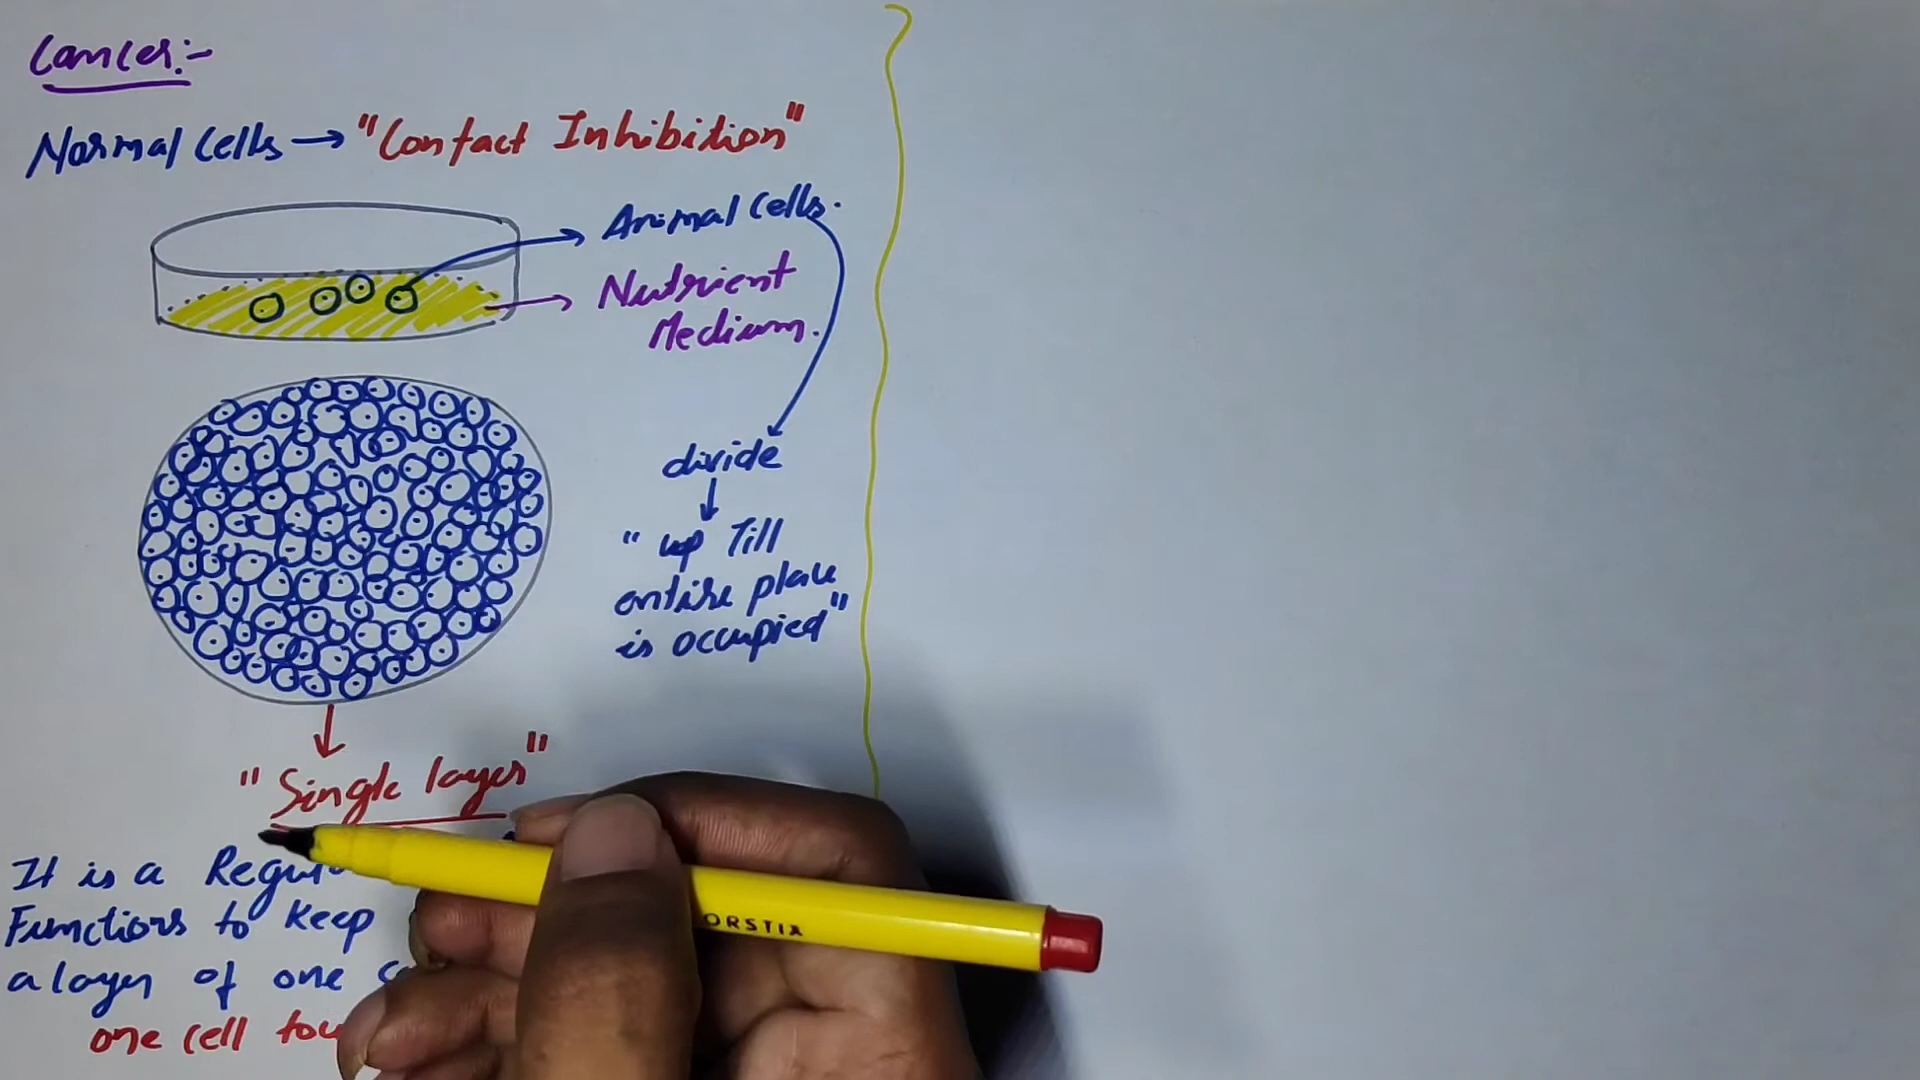 Cancer:-
Normal Cells → "Contact Inhibition"
Animal Cells.
Nutrient
Medium.
divide
"up Till
entire place
is occupied"
"Single layer"
It is a
Functions to Keep
a layer of one
one cell
ORSTIX